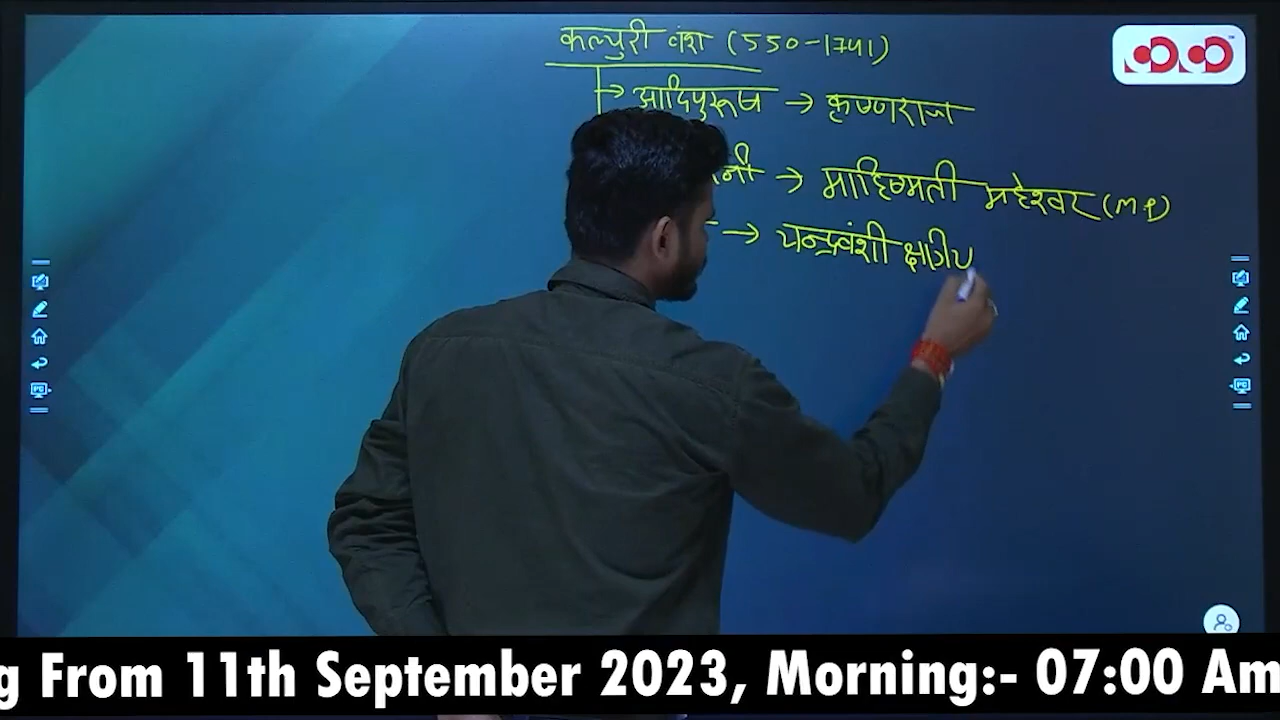 कल्चुरी वंश (550-1741)
→ आदिपुरूष → कृष्णराज
नी → माहिष्मती महेश्वर (MP)
→ चन्द्रवंशी क्षत्रिय
g From 11th September 2023, Morning:- 07:00 Am